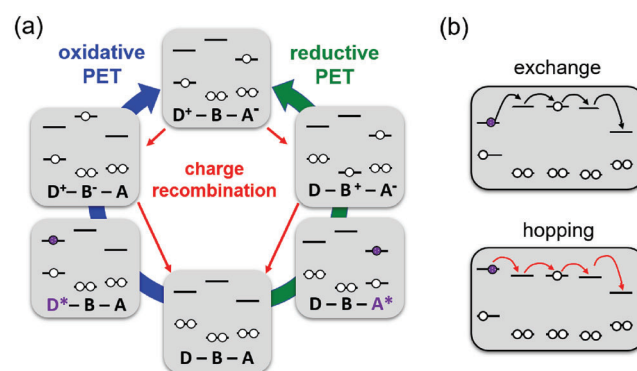 (a)
oxidative
PET
reductive
PET
D⁺– B – A⁻
D⁺– B⁻ – A
D – B⁺ – A⁻
charge
recombination
D* – B – A
D – B – A*
D – B – A
(b)
exchange
hopping